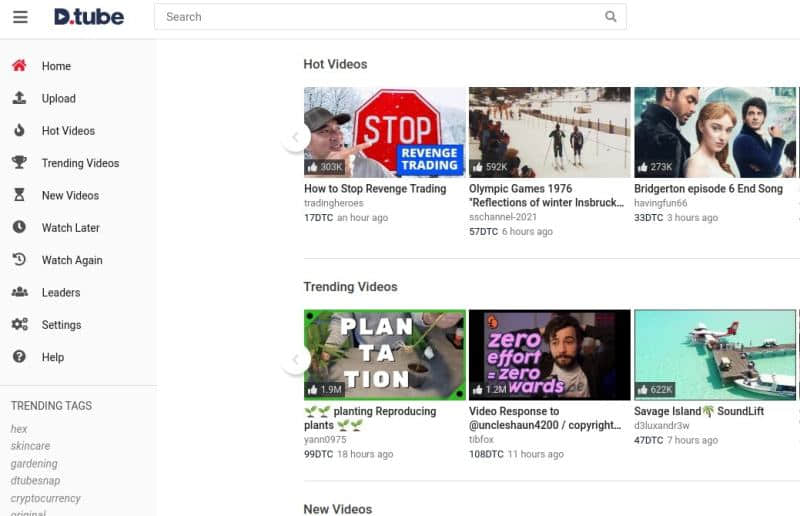 D.tube
Search
Home
Upload
Hot Videos
Trending Videos
New Videos
Watch Later
Watch Again
Leaders
Settings
Help
TRENDING TAGS
hex
skincare
gardening
dtubesnap
cryptocurrency
original
Hot Videos
STOP
REVENGE
TRADING
303K
How to Stop Revenge Trading
tradingheroes
17DTC an hour ago
592K
Olympic Games 1976
"Reflections of winter Insbruck…
sschannel-2021
57DTC 6 hours ago
273K
Bridgerton episode 6 End Song
havingfun66
33DTC 3 hours ago
Trending Videos
PLAN
TA
TION
1.9M
🌱🌱 planting Reproducing
plants 🌱🌱
yann0975
99DTC 18 hours ago
zero
effort
= zero
wards
1.2M
Video Response to
@uncleshaun4200 / copyright…
tibfox
108DTC 11 hours ago
622K
Savage Island🌴 SoundLift
d3luxandr3w
47DTC 7 hours ago
New Videos